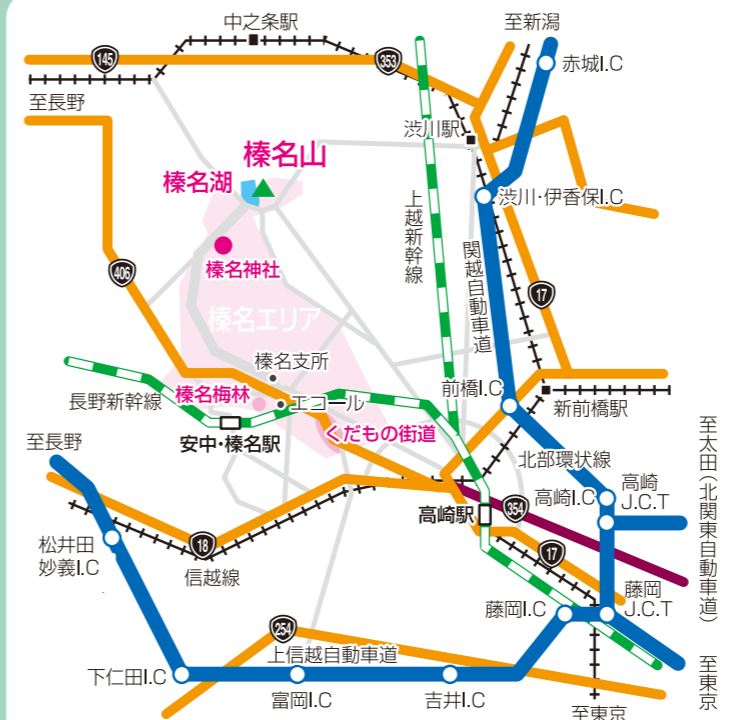 中之条駅
至新潟
145
353
赤城I.C
至長野
渋川駅
榛名山
榛名湖
渋川・伊香保I.C
上越新幹線
関越自動車道
榛名神社
406
17
榛名エリア
榛名支所
前橋I.C
長野新幹線
榛名梅林
エコール
新前橋駅
安中・榛名駅
くだもの街道
至長野
北部環状線
高崎I.C
高崎
J.C.T
至太田(北関東自動車道)
高崎駅
354
松井田
妙義I.C
18
信越線
17
藤岡I.C
藤岡
J.C.T
254
上信越自動車道
至東京
下仁田I.C
富岡I.C
吉井I.C
至東京